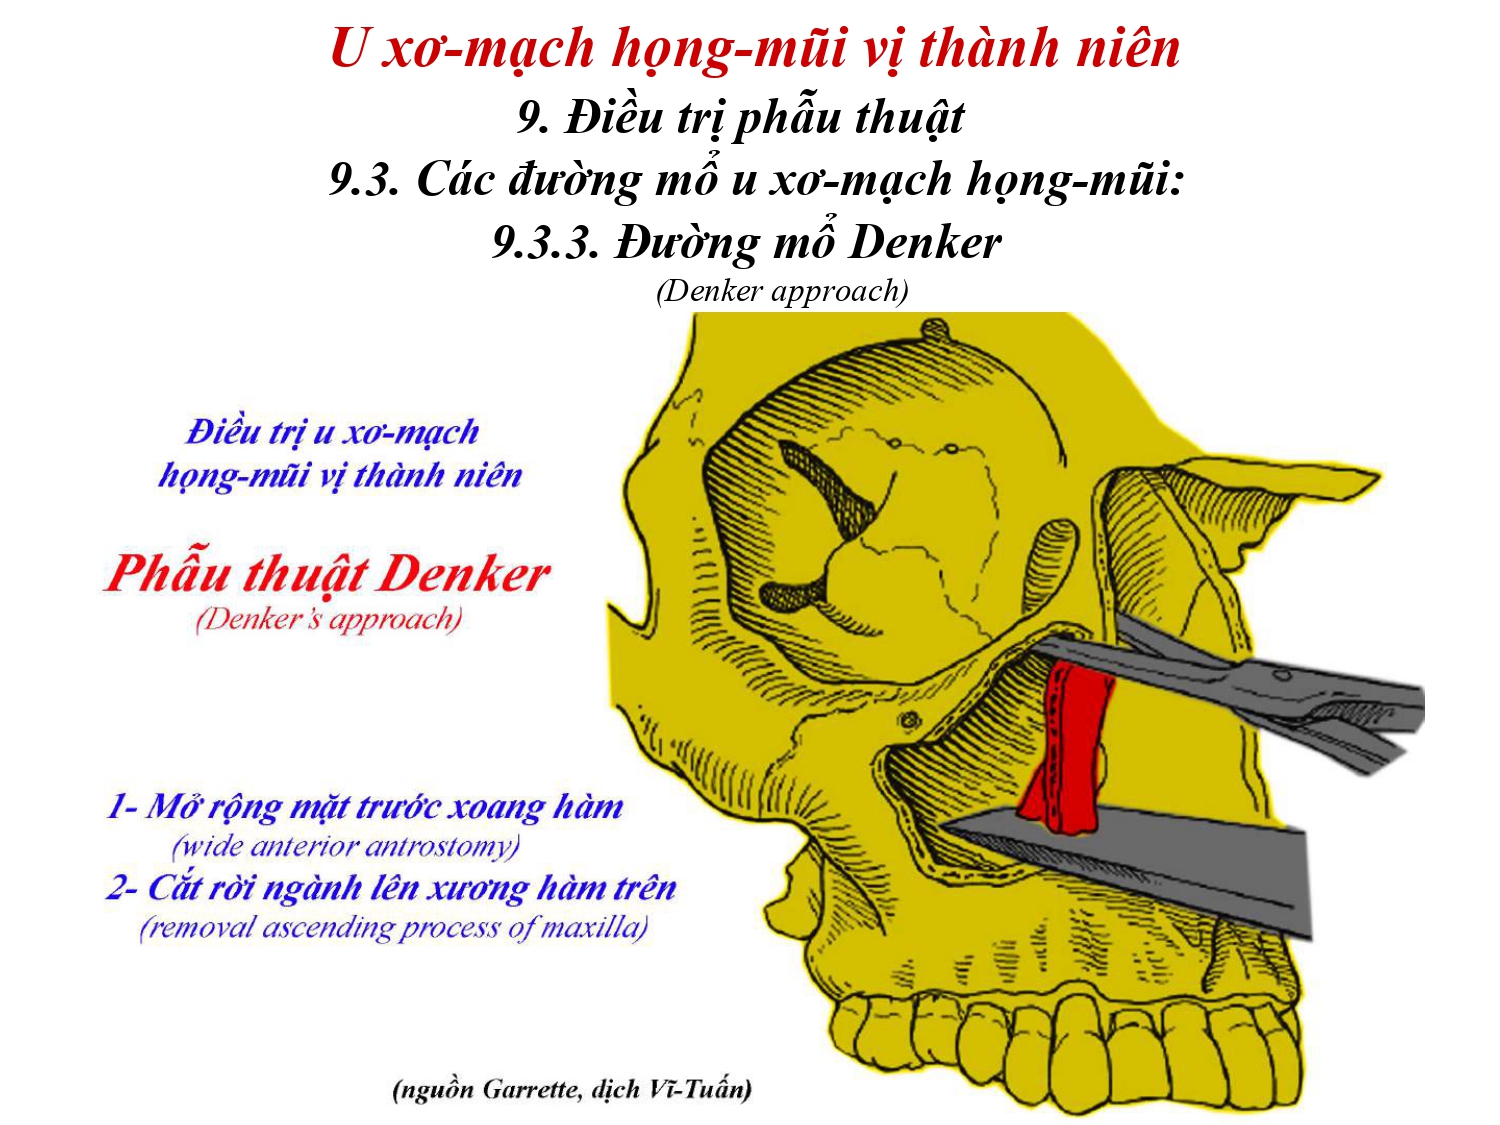 U xơ-mạch họng-mũi vị thành niên
9. Điều trị phẫu thuật
9.3. Các đường mổ u xơ-mạch họng-mũi:
9.3.3. Đường mổ Denker
(Denker approach)
Điều trị u xơ-mạch
họng-mũi vị thành niên
Phẫu thuật Denker
(Denker's approach)
1- Mở rộng mặt trước xoang hàm
(wide anterior antrostomy)
2- Cắt rời ngành lên xương hàm trên
(removal ascending process of maxilla)
(nguồn Garrette, dịch Vĩ-Tuấn)